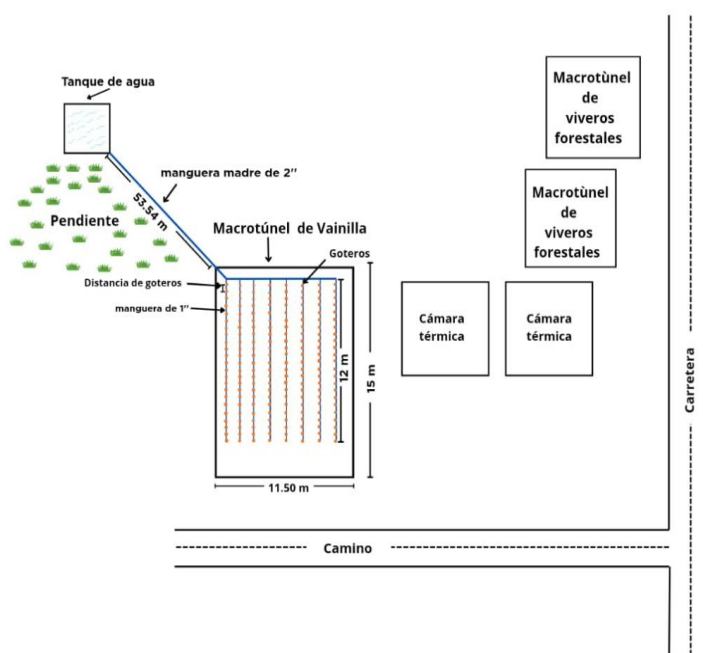 Tanque de agua
manguera madre de 2''
53.54 m
Pendiente
Macrotúnel de Vainilla
Goteros
Distancia de goteros
manguera de 1''
12 m
15 m
11.50 m
Macrotùnel
de
viveros
forestales
Macrotùnel
de
viveros
forestales
Cámara
térmica
Cámara
térmica
Carretera
Camino